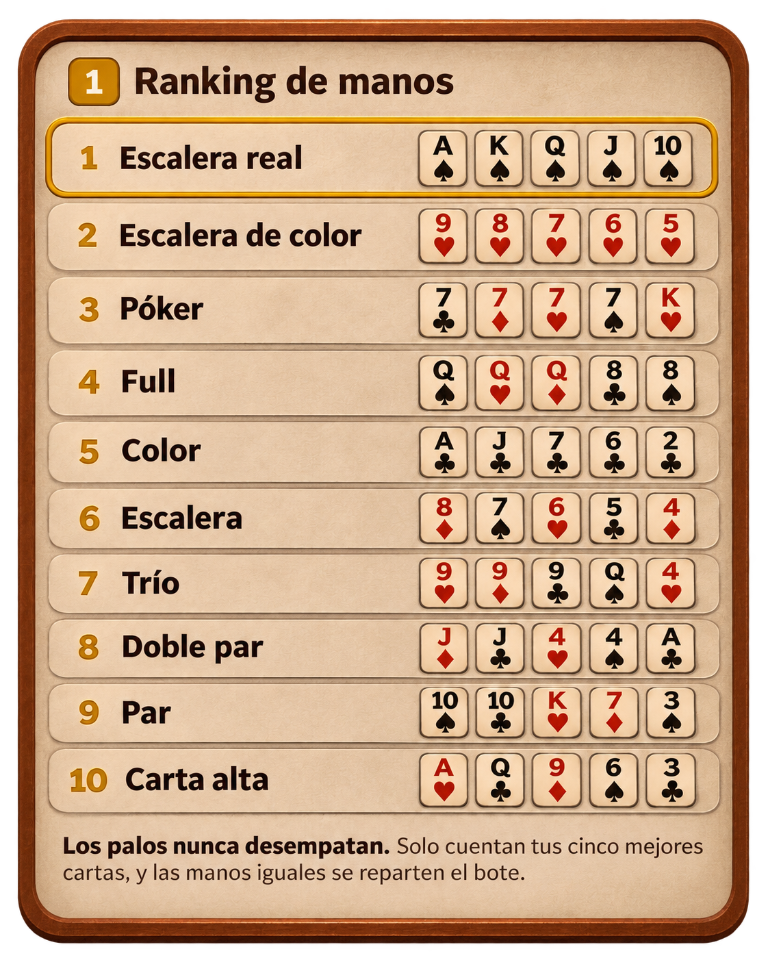 1 Ranking de manos
1 Escalera real A♠ K♠ Q♠ J♠ 10♠
2 Escalera de color 9♥ 8♥ 7♥ 6♥ 5♥
3 Póker 7♣ 7♦ 7♥ 7♠ K♥
4 Full Q♠ Q♥ Q♦ 8♣ 8♠
5 Color A♣ J♣ 7♣ 6♣ 2♣
6 Escalera 8♦ 7♠ 6♥ 5♣ 4♦
7 Trío 9♥ 9♦ 9♣ Q♠ 4♥
8 Doble par J♦ J♣ 4♥ 4♠ A♣
9 Par 10♠ 10♣ K♥ 7♦ 3♠
10 Carta alta A♥ Q♣ 9♦ 6♠ 3♣
Los palos nunca desempatan. Solo cuentan tus cinco mejores
cartas, y las manos iguales se reparten el bote.